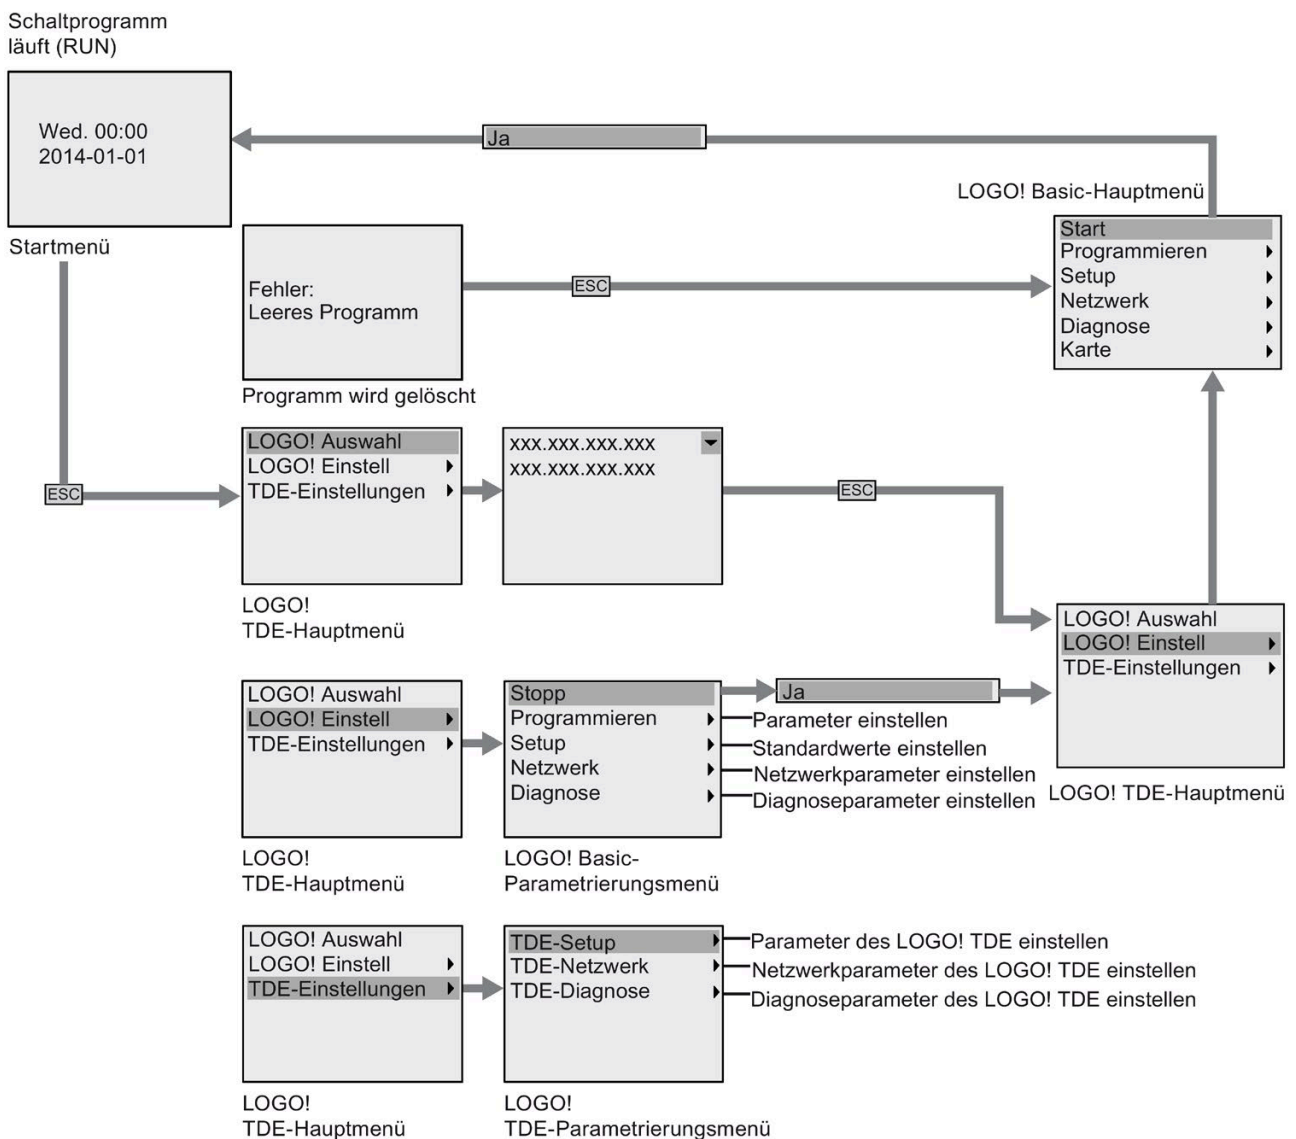 Schaltprogramm
läuft (RUN)
Wed. 00:00
2014-01-01
Startmenü
Ja
LOGO! Basic-Hauptmenü
Start
Programmieren
Setup
Netzwerk
Diagnose
Karte
Fehler:
Leeres Programm
ESC
Programm wird gelöscht
ESC
LOGO! Auswahl
LOGO! Einstell
TDE-Einstellungen
LOGO!
TDE-Hauptmenü
xxx.xxx.xxx.xxx
xxx.xxx.xxx.xxx
ESC
LOGO! Auswahl
LOGO! Einstell
TDE-Einstellungen
LOGO! TDE-Hauptmenü
LOGO! Auswahl
LOGO! Einstell
TDE-Einstellungen
LOGO!
TDE-Hauptmenü
Stopp
Programmieren
Setup
Netzwerk
Diagnose
LOGO! Basic-
Parametrierungsmenü
Ja
Parameter einstellen
Standardwerte einstellen
Netzwerkparameter einstellen
Diagnoseparameter einstellen
LOGO! Auswahl
LOGO! Einstell
TDE-Einstellungen
LOGO!
TDE-Hauptmenü
TDE-Setup
TDE-Netzwerk
TDE-Diagnose
LOGO!
TDE-Parametrierungsmenü
Parameter des LOGO! TDE einstellen
Netzwerkparameter des LOGO! TDE einstellen
Diagnoseparameter des LOGO! TDE einstellen